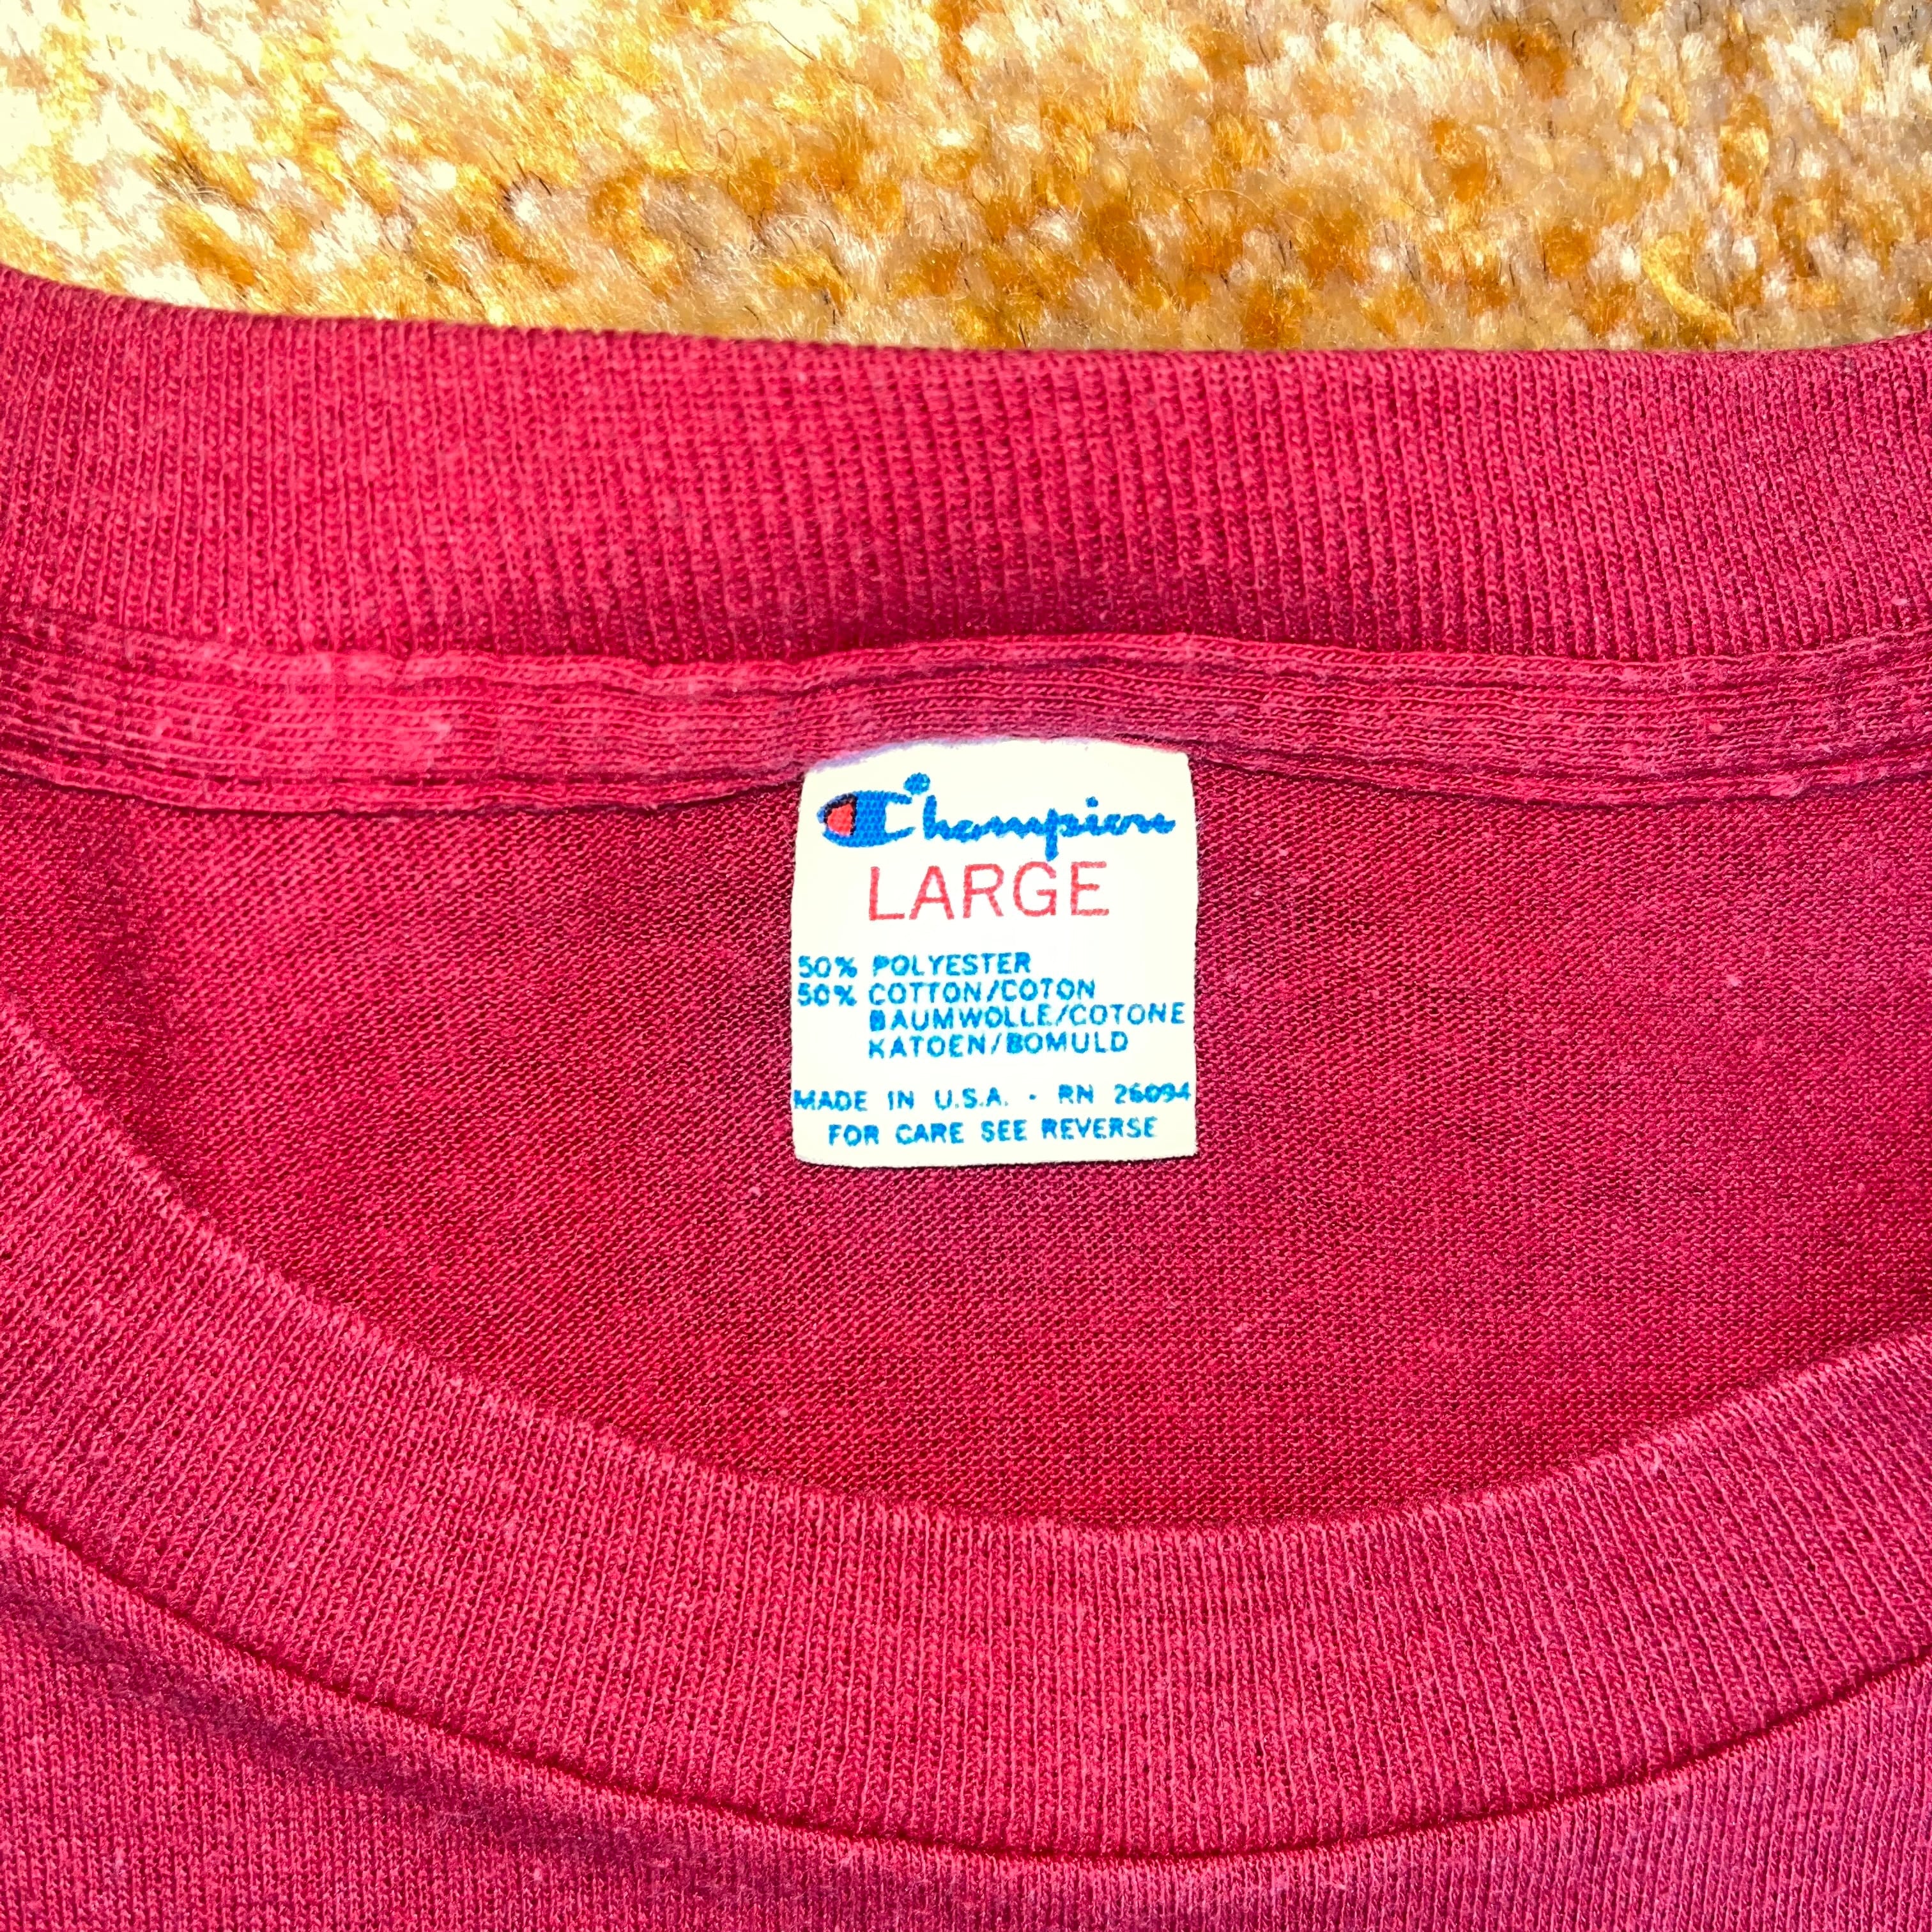 Champion
LARGE
50% POLYESTER
50% COTTON/COTON
BAUMWOLLE/COTONE
KATOEN/BOMULD
MADE IN U.S.A. - RN 26094
FOR CARE SEE REVERSE